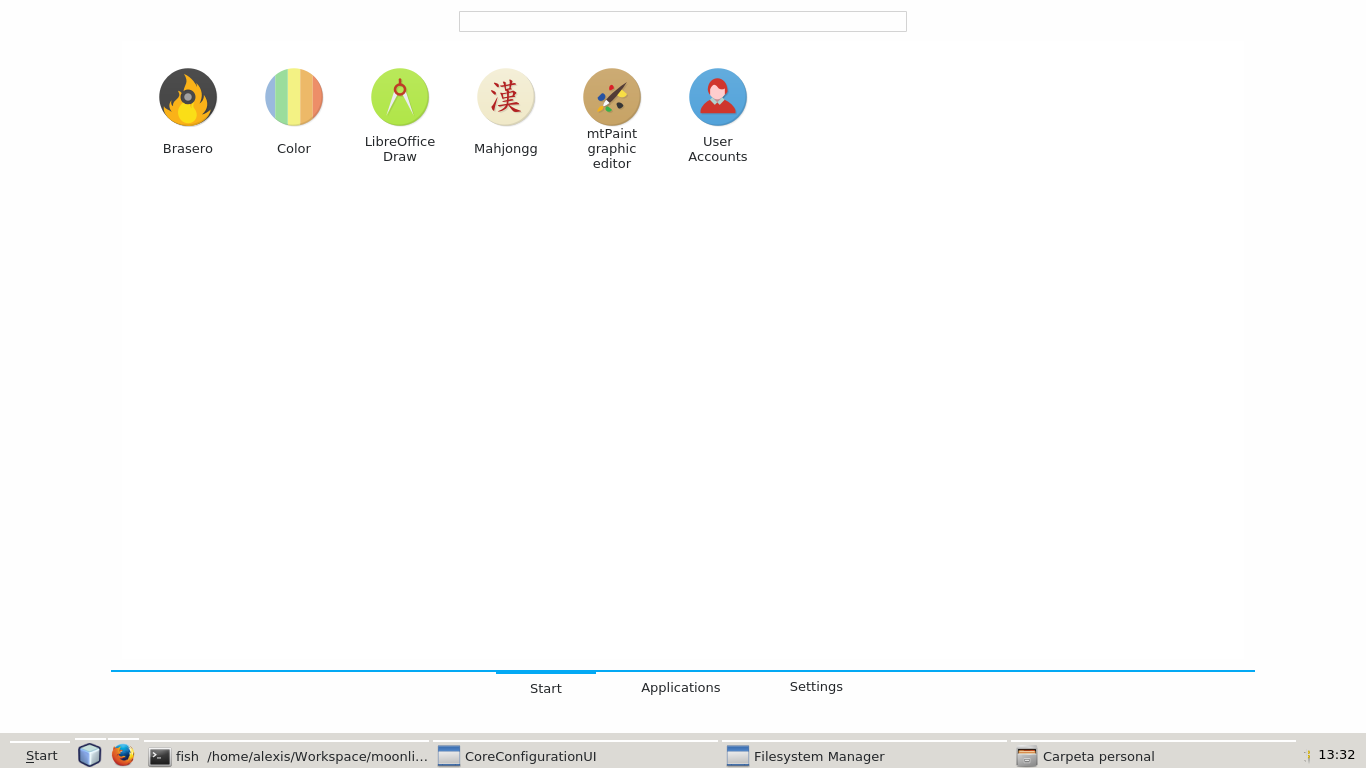 漢
Brasero
Color
LibreOffice
Draw
Mahjongg
mtPaint
graphic
editor
User
Accounts
Start
Applications
Settings
Start
fish /home/alexis/Workspace/moonli...
CoreConfigurationUI
Filesystem Manager
Carpeta personal
13:32